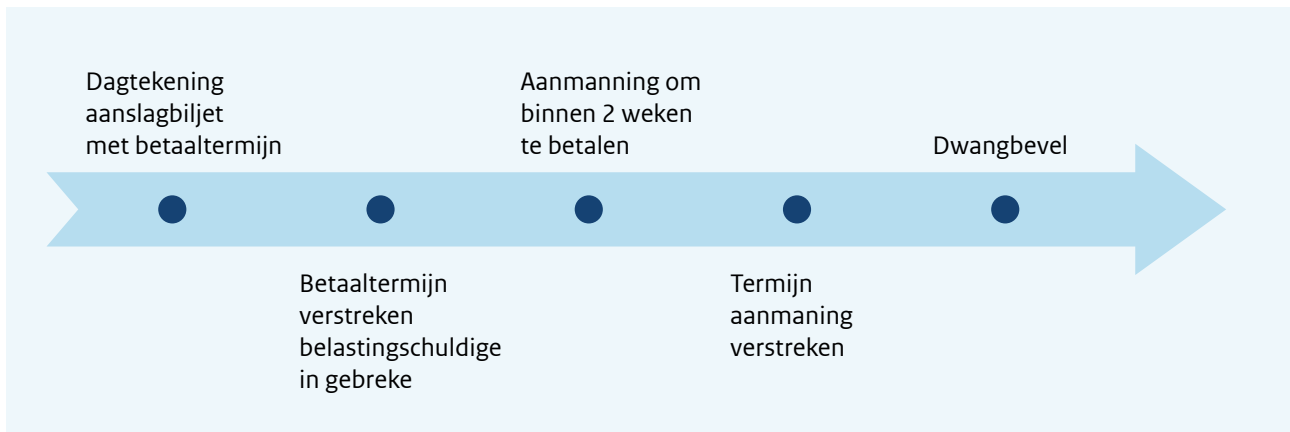 Dagtekening
aanslagbiljet
met betaaltermijn
Betaaltermijn
verstreken
belastingschuldige
in gebreke
Aanmanning om
binnen 2 weken
te betalen
Termijn
aanmaning
verstreken
Dwangbevel